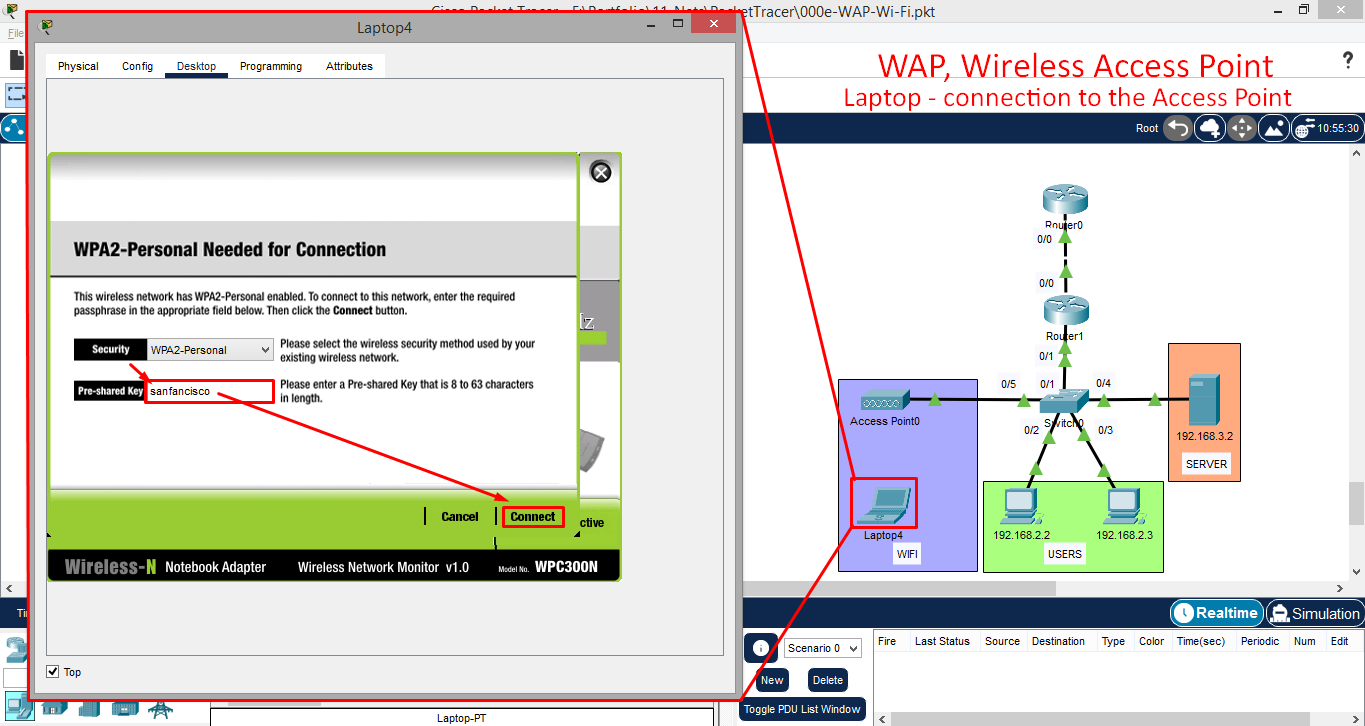 Cisco Packet Tracer - E:\Portfolio\11-Nets\PacketTracer\000e-WAP-Wi-Fi.pkt
File
Laptop4
Physical
Config
Desktop
Programming
Attributes
WAP, Wireless Access Point
Laptop - connection to the Access Point
?
Root
10:55:30
WPA2-Personal Needed for Connection
This wireless network has WPA2-Personal enabled. To connect to this network, enter the required
passphrase in the appropriate field below. Then click the Connect button.
Security
WPA2-Personal
Please select the wireless security method used by your
existing wireless network.
Pre-shared Key
sanfancisco
Please enter a Pre-shared Key that is 8 to 63 characters
in length.
Cancel
Connect
ctive
Wireless-N
Notebook Adapter
Wireless Network Monitor v1.0
Model No. WPC300N
Top
Router0
0/0
0/0
Router1
0/1
0/5
0/1
0/4
Access Point0
Switch0
0/2
0/3
192.168.3.2
SERVER
Laptop4
WIFI
192.168.2.2
192.168.2.3
USERS
Realtime
Simulation
Scenario 0
New
Delete
Toggle PDU List Window
Fire
Last Status
Source
Destination
Type
Color
Time(sec)
Periodic
Num
Edit
Laptop-PT